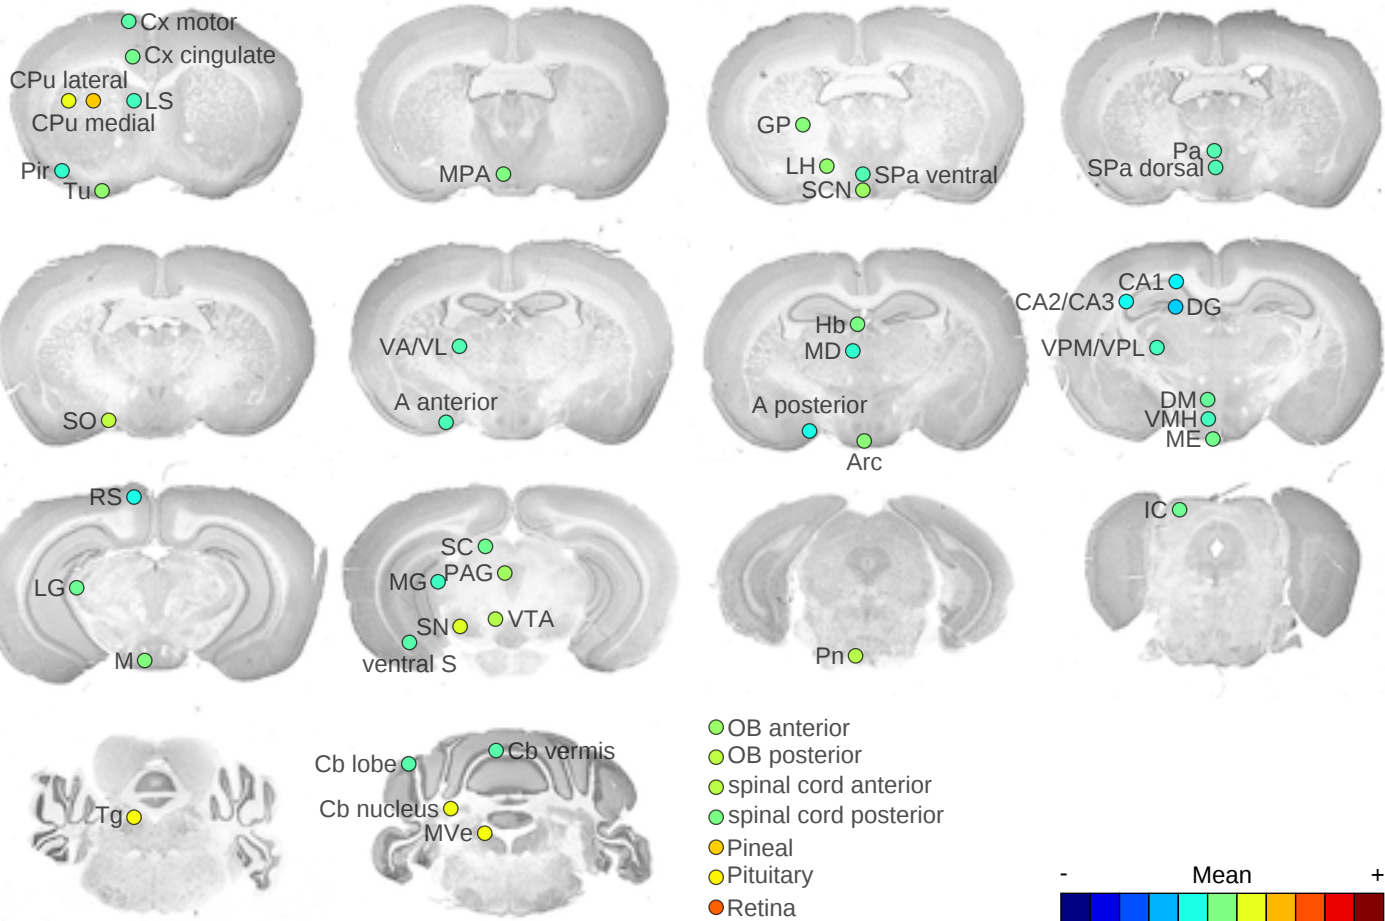 Cx motor
Cx cingulate
CPu lateral
LS
CPu medial
Pir
Tu
MPA
GP
LH
SPa ventral
SCN
Pa
SPa dorsal
SO
VA/VL
A anterior
Hb
MD
A posterior
Arc
CA1
CA2/CA3
DG
VPM/VPL
DM
VMH
ME
RS
LG
M
SC
MG
PAG
SN
VTA
ventral S
Pn
IC
Tg
Cb lobe
Cb vermis
Cb nucleus
MVe
OB anterior
OB posterior
spinal cord anterior
spinal cord posterior
Pineal
Pituitary
Retina
- Mean +